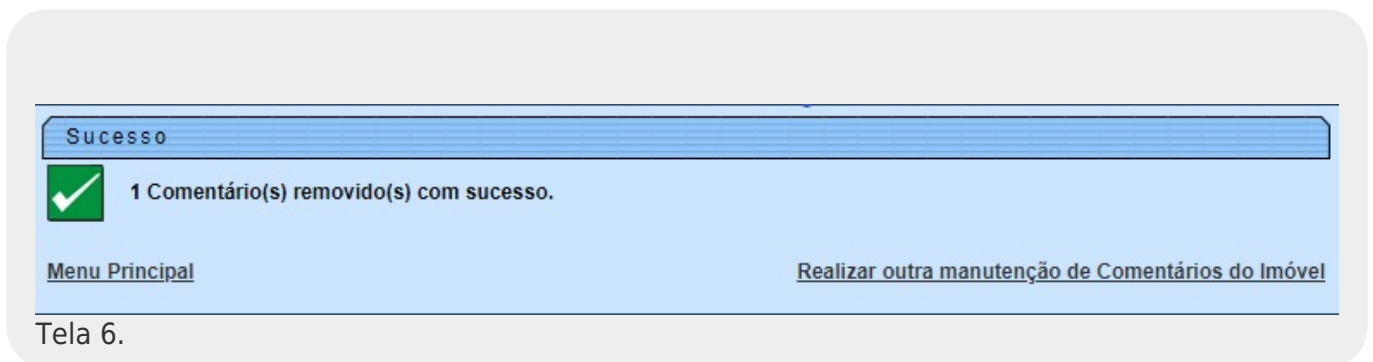 Sucesso
1 Comentário(s) removido(s) com sucesso.
Menu Principal Realizar outra manutenção de Comentários do Imóvel
Tela 6.